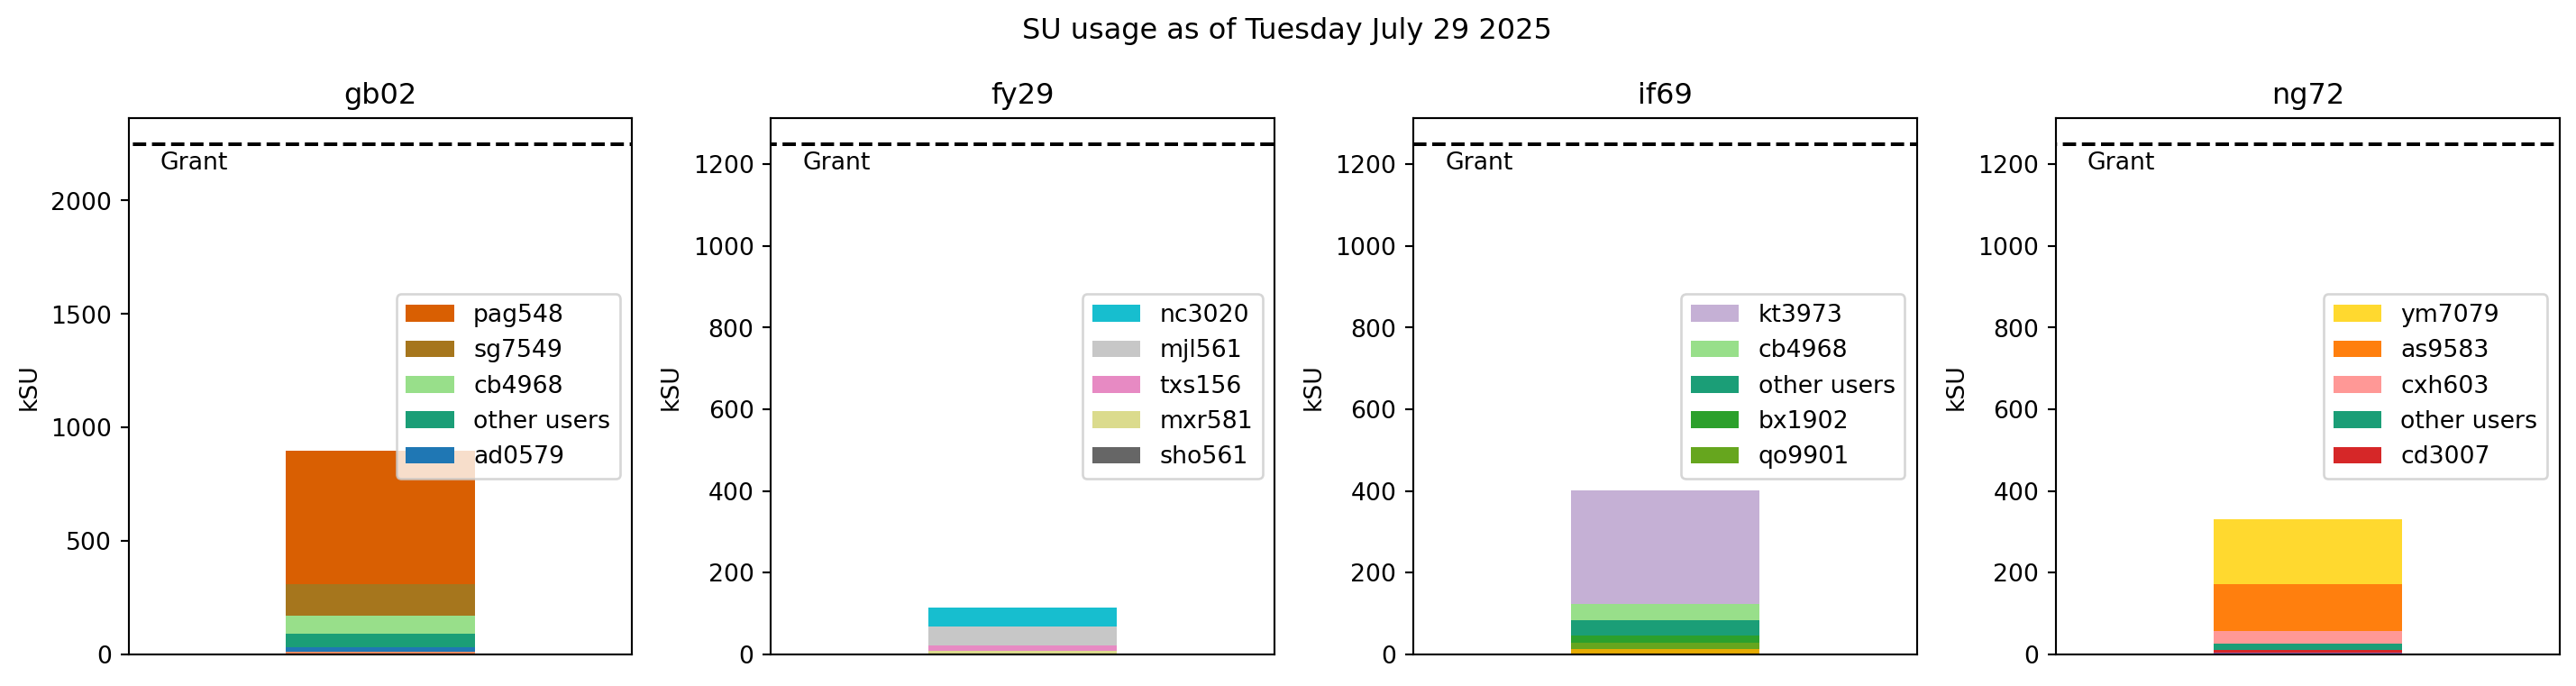 SU usage as of Tuesday July 29 2025
gb02
kSU
2000
1500
1000
500
0
Grant
pag548
sg7549
cb4968
other users
ad0579
fy29
kSU
1200
1000
800
600
400
200
0
Grant
nc3020
mjl561
txs156
mxr581
sho561
if69
kSU
1200
1000
800
600
400
200
0
Grant
kt3973
cb4968
other users
bx1902
qo9901
ng72
kSU
1200
1000
800
600
400
200
0
Grant
ym7079
as9583
cxh603
other users
cd3007